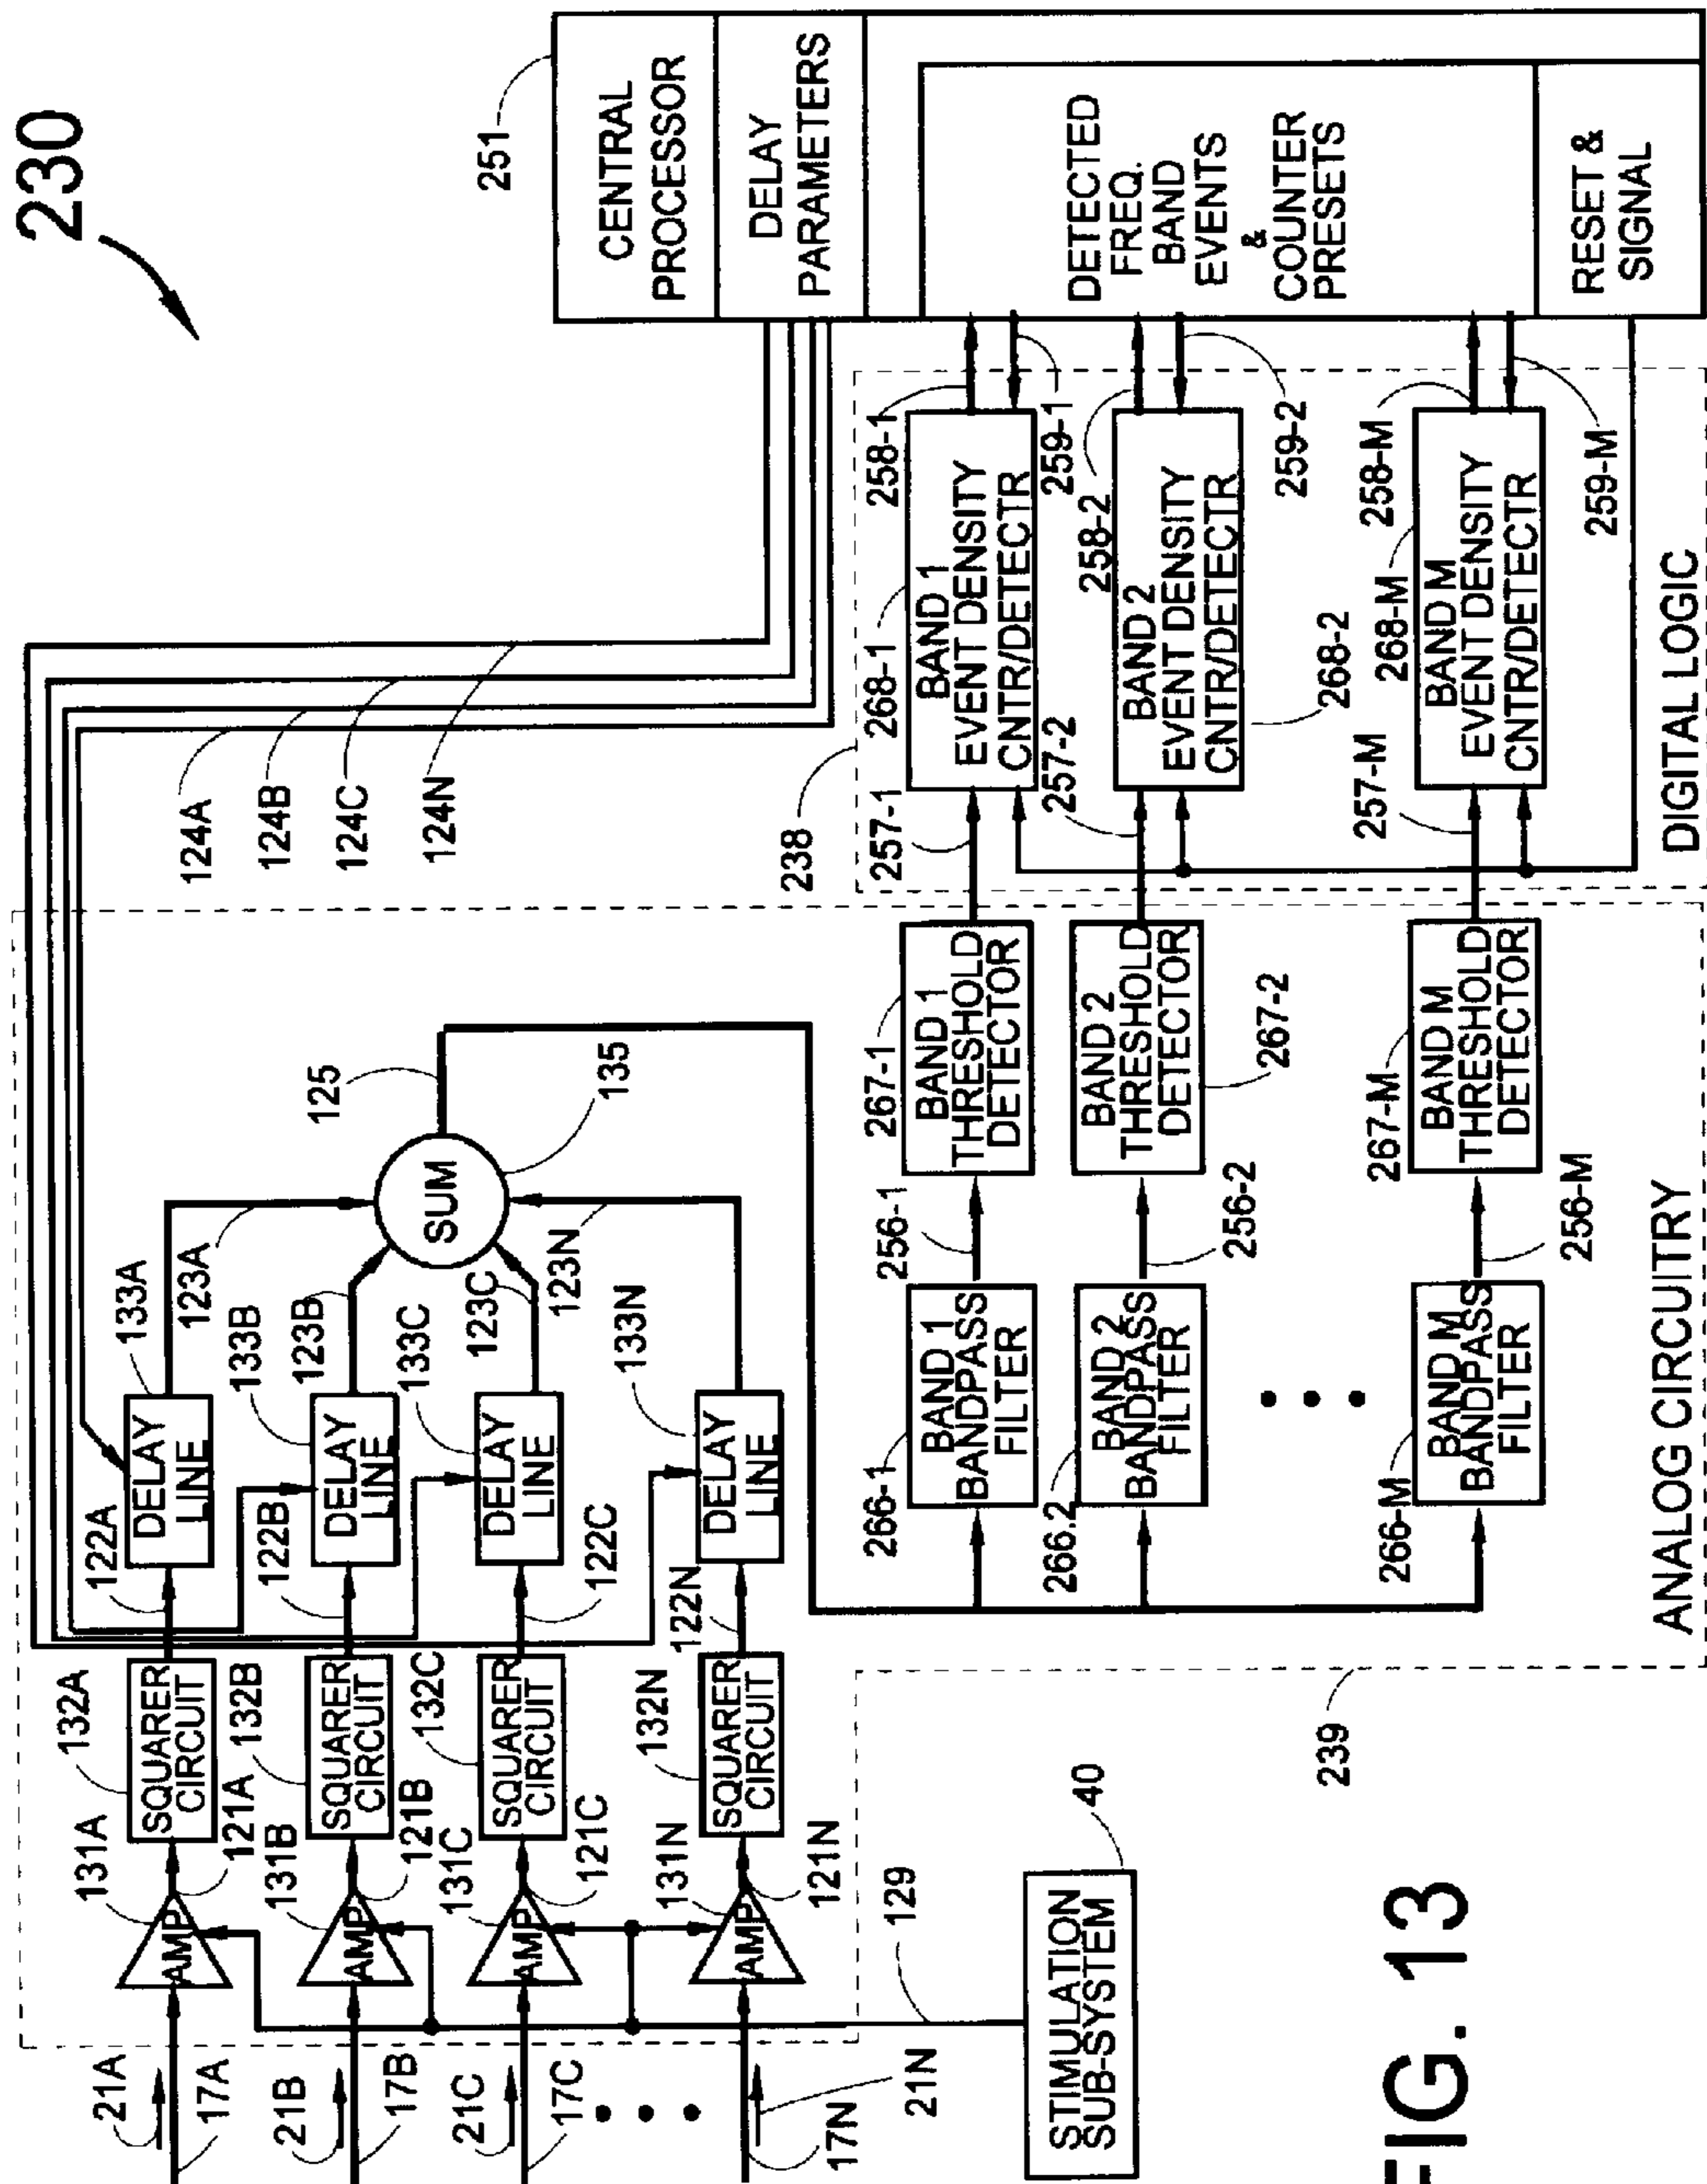 230
251
CENTRAL
PROCESSOR
DELAY
PARAMETERS
DETECTED
FREQ.
BAND
EVENTS
&
COUNTER
PRESETS
RESET &
SIGNAL
124A
124B
124C
124N
21A
17A
131A
AMP
121A
132A
SQUARER
CIRCUIT
122A
DELAY
LINE
133A
123A
21B
17B
131B
AMP
121B
132B
SQUARER
CIRCUIT
122B
DELAY
LINE
133B
123B
21C
17C
131C
AMP
121C
132C
SQUARER
CIRCUIT
122C
DELAY
LINE
133C
123C
21N
17N
131N
AMP
121N
132N
SQUARER
CIRCUIT
122N
DELAY
LINE
133N
123N
SUM
125
135
129
40
STIMULATION
SUB-SYSTEM
239
238
266-1
BAND 1
BANDPASS
FILTER
256-1
267-1
BAND 1
THRESHOLD
DETECTOR
257-1
268-1
BAND 1
EVENT DENSITY
CNTR/DETECTR
258-1
259-1
266.2
BAND 2
BANDPASS
FILTER
256-2
BAND 2
THRESHOLD
DETECTOR
267-2
257-2
BAND 2
EVENT DENSITY
CNTR/DETECTR
268-2
258-2
259-2
266-M
BAND M
BANDPASS
FILTER
256-M
267-M
BAND M
THRESHOLD
DETECTOR
257-M
268-M
BAND M
EVENT DENSITY
CNTR/DETECTR
258-M
259-M
ANALOG CIRCUITRY
DIGITAL LOGIC
FIG. 13